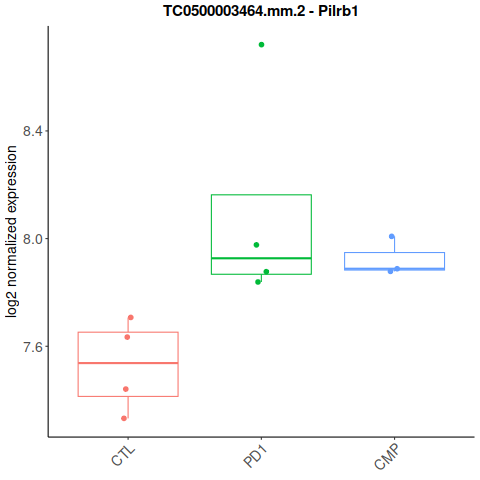 TC0500003464.mm.2 - Pilrb1
log2 normalized expression
8.4
8.0
7.6
CTL
PD1
CMP